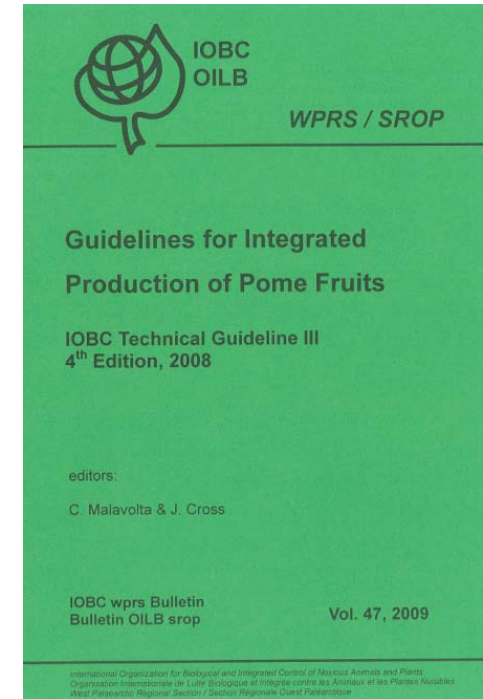 IOBC
OILB
WPRS / SROP
Guidelines for Integrated
Production of Pome Fruits
IOBC Technical Guideline III
4th Edition, 2008
editors:
C. Malavolta & J. Cross
IOBC wprs Bulletin
Bulletin OILB srop
Vol. 47, 2009
International Organization for Biological and Integrated Control of Noxious Animals and Plants
Organisation Internationale de Lutte Biologique et Intégrée contre les Animaux et les Plantes Nuisibles
West Palaearctic Regional Section / Section Régionale Ouest Paléarctique